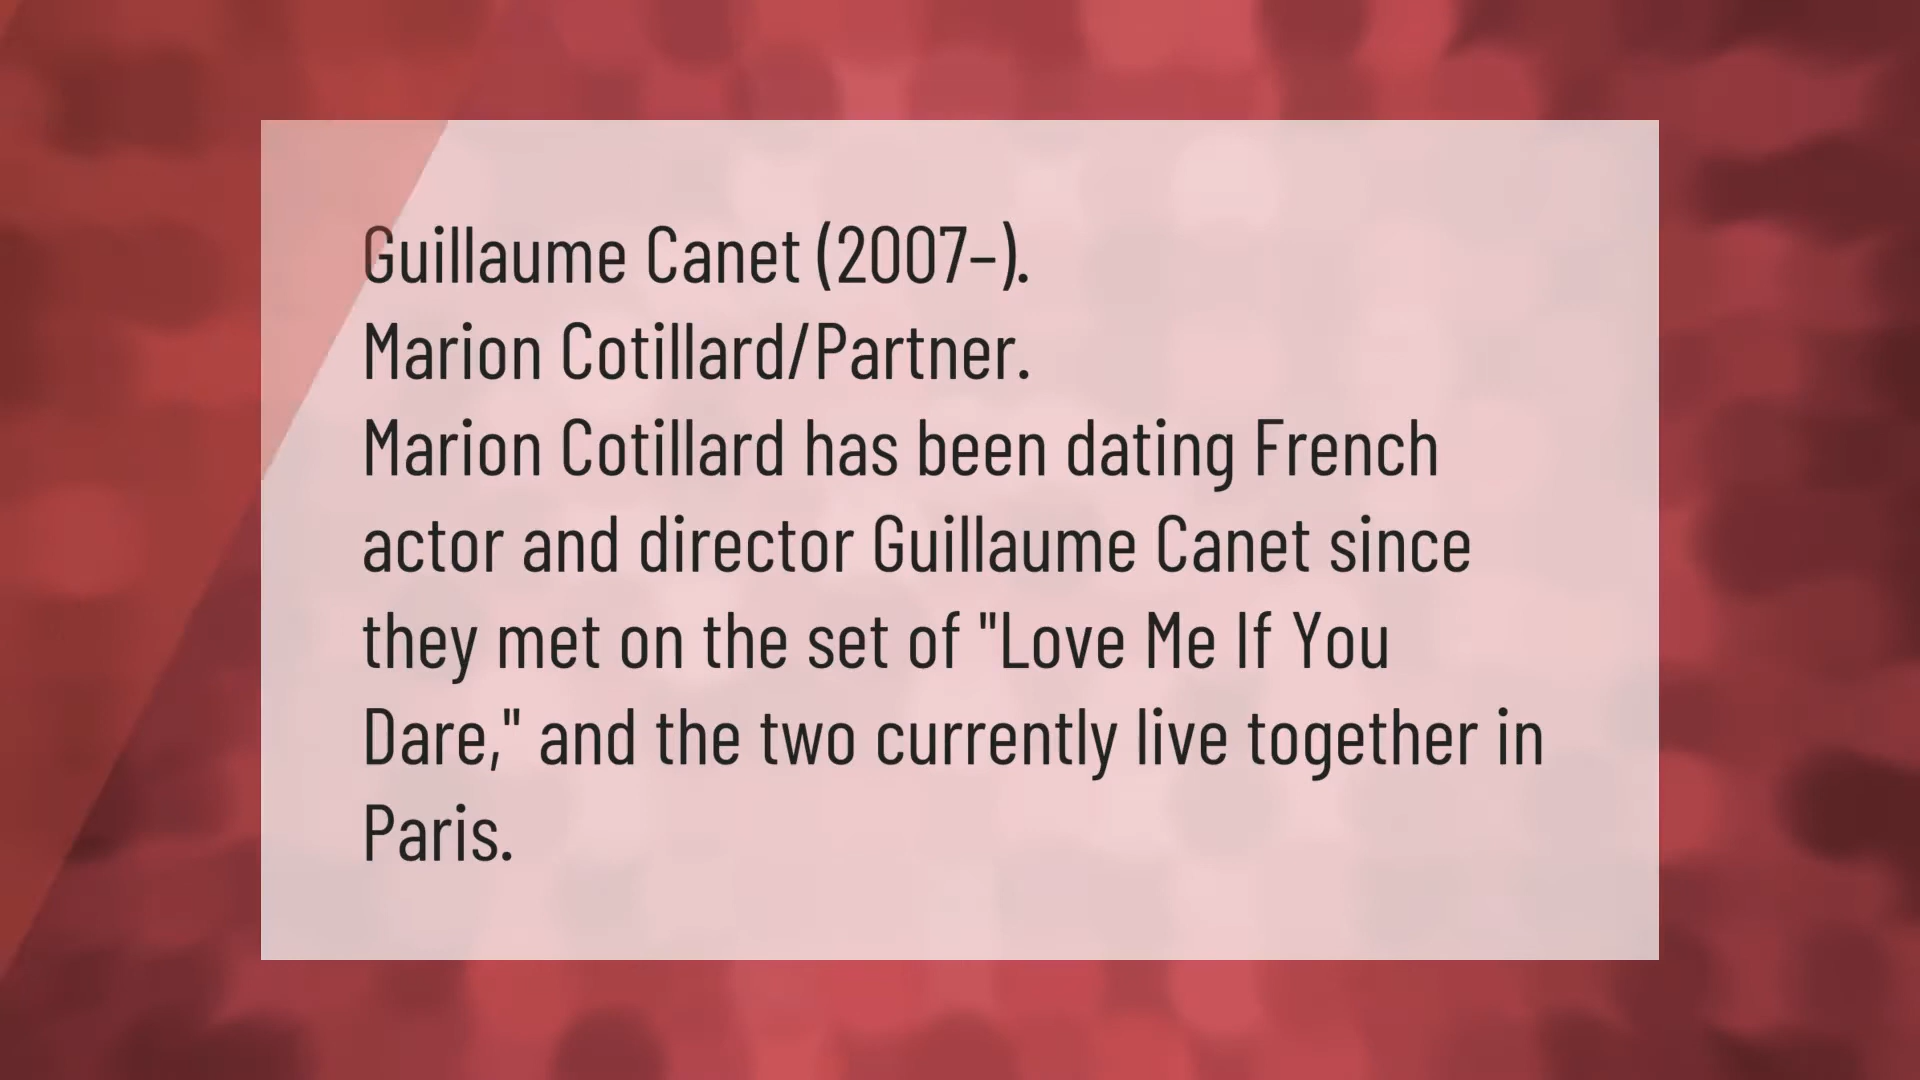 Guillaume Canet (2007–).
Marion Cotillard/Partner.
Marion Cotillard has been dating French
actor and director Guillaume Canet since
they met on the set of "Love Me If You
Dare," and the two currently live together in
Paris.